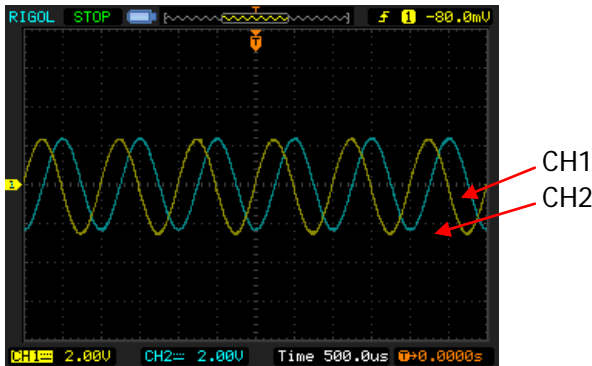 RIGOL STOP T f 1 -80.0mV
T
1
CH1
CH2
CH1 2.00V CH2 2.00V Time 500.0us T→0.0000s